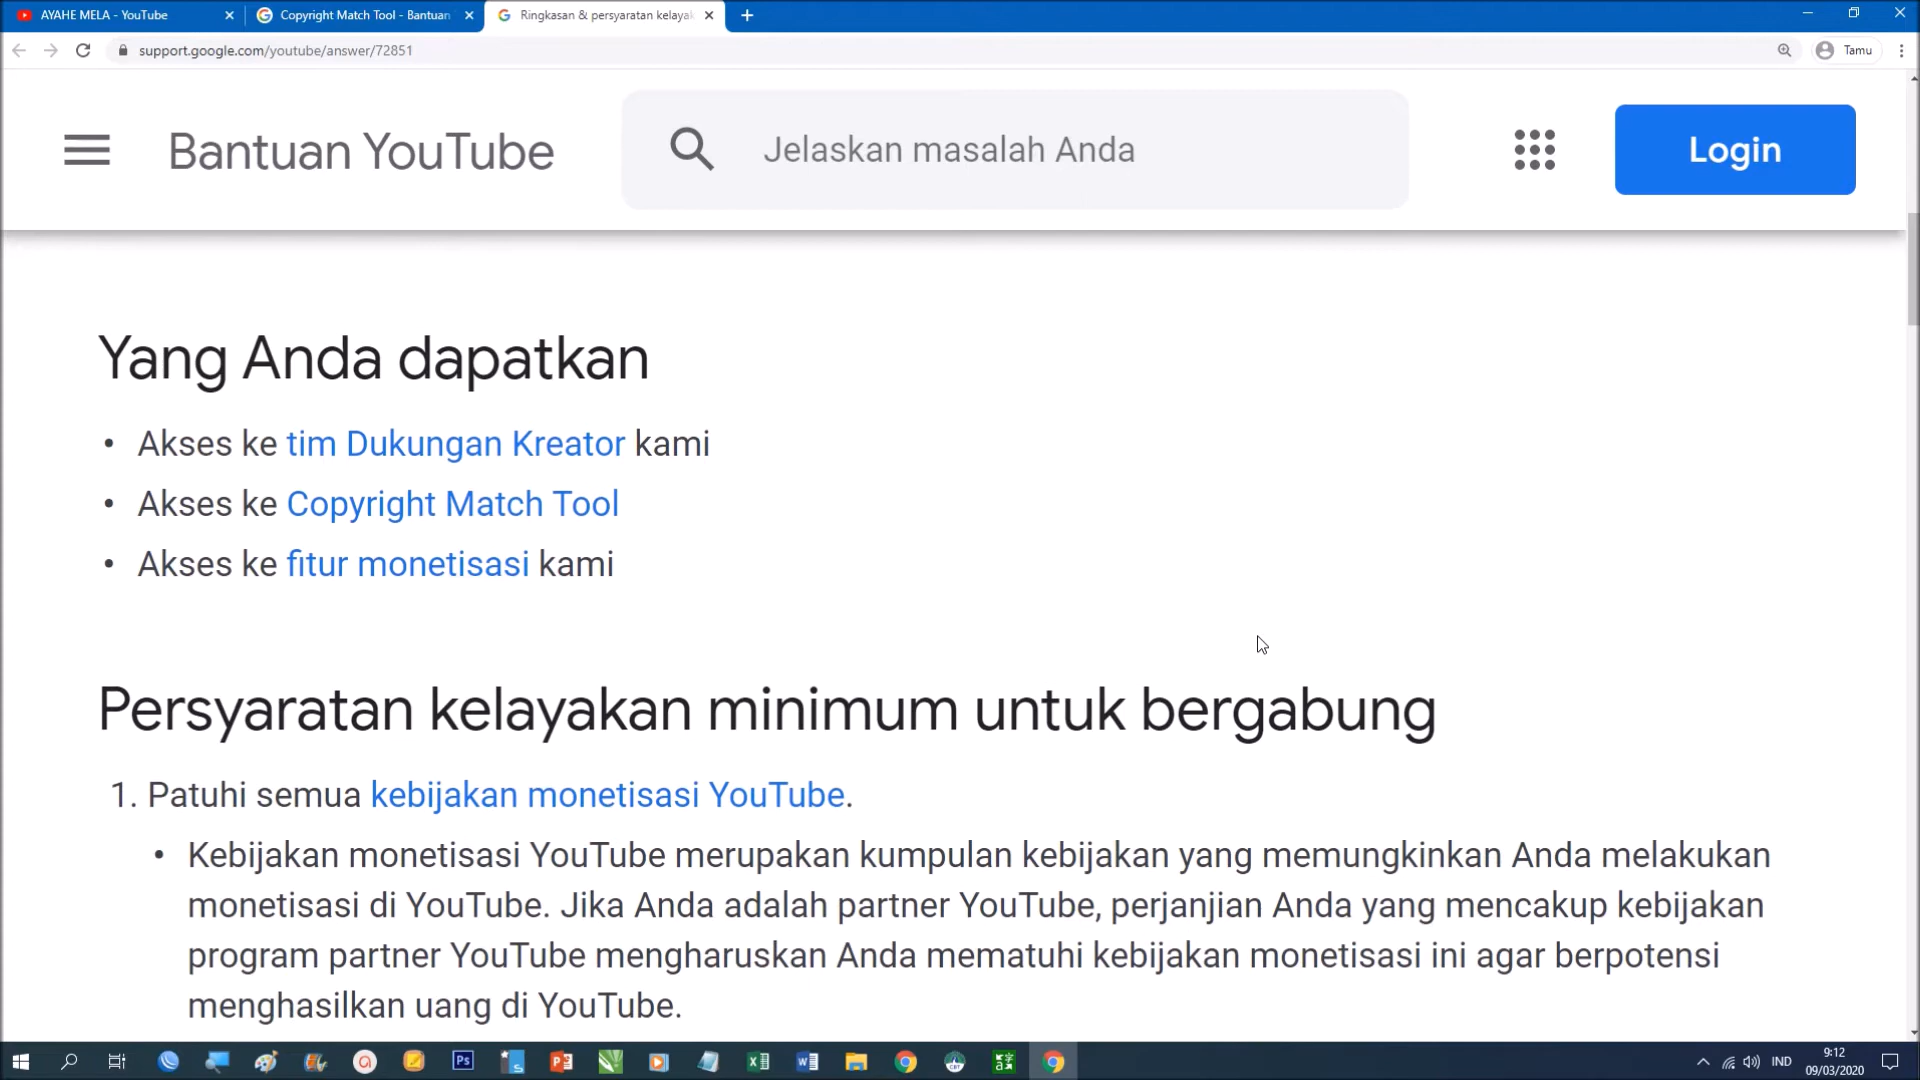 AYAHE MELA - YouTube
Copyright Match Tool - Bantuan
Ringkasan & persyaratan kelaya
support.google.com/youtube/answer/72851
Tamu
Bantuan YouTube
Jelaskan masalah Anda
Login
Yang Anda dapatkan
• Akses ke tim Dukungan Kreator kami
• Akses ke Copyright Match Tool
• Akses ke fitur monetisasi kami
Persyaratan kelayakan minimum untuk bergabung
1. Patuhi semua kebijakan monetisasi YouTube.
• Kebijakan monetisasi YouTube merupakan kumpulan kebijakan yang memungkinkan Anda melakukan
monetisasi di YouTube. Jika Anda adalah partner YouTube, perjanjian Anda yang mencakup kebijakan
program partner YouTube mengharuskan Anda mematuhi kebijakan monetisasi ini agar berpotensi
menghasilkan uang di YouTube.
Ps
IND
9:12
09/03/2020